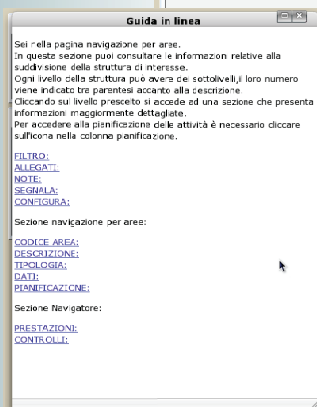 Guida in linea
Sei nella pagina navigazione per aree.
In questa sezione puoi consultare le informazioni relative alla
suddivisione della struttura di interesse.
Ogni livello della struttura può avere dei sottolivelli,il loro numero
viene indicato tra parentesi accanto alla descrizione.
Cliccando sul livello prescelto si accede ad una sezione che presenta
informazioni maggiormente dettagliate.
Per accedere alla pianificazione delle attività è necessario cliccare
sull'icona nella colonna pianificazione.
FILTRO:
ALLEGATI:
NOTE:
SEGNALA:
CONFIGURA:
Sezione navigazione per aree:
CODICE AREA:
DESCRIZIONE:
TIPOLOGIA:
DATI:
PIANIFICAZIONE:
Sezione Navigatore:
PRESTAZIONI:
CONTROLLI: